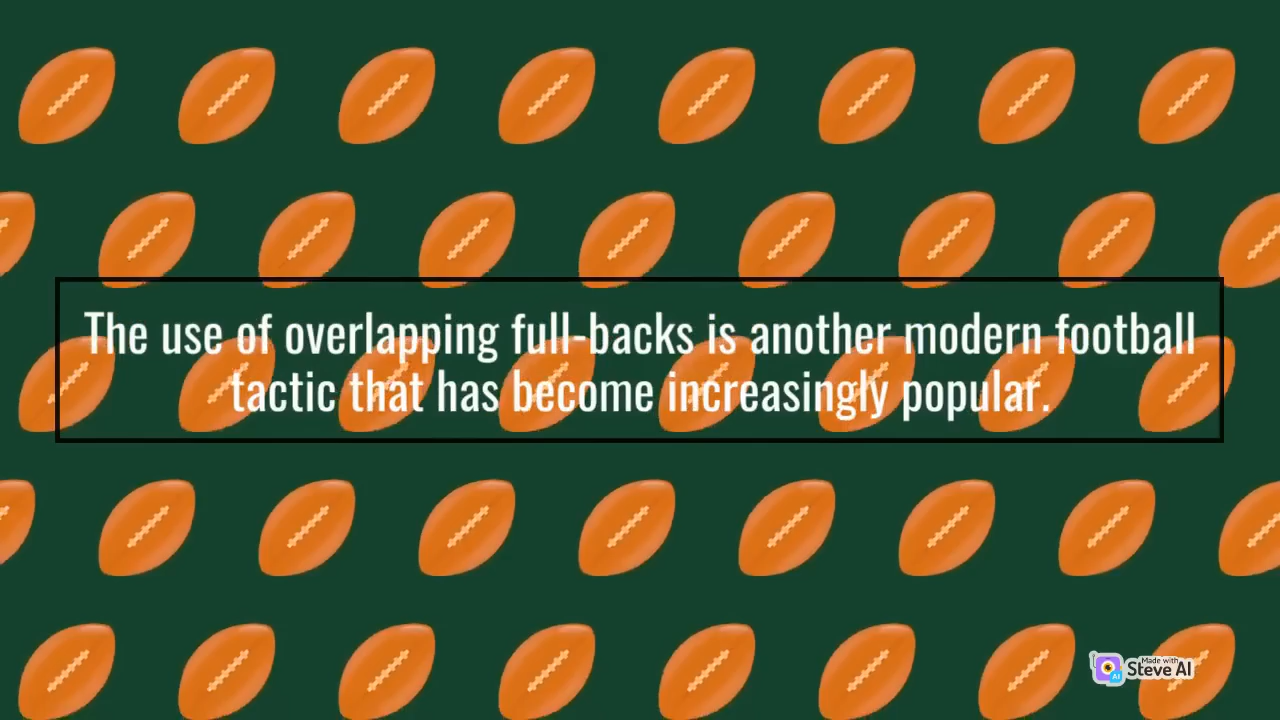 The use of overlapping full-backs is another modern football
tactic that has become increasingly popular.
Made with
Steve AI
AI